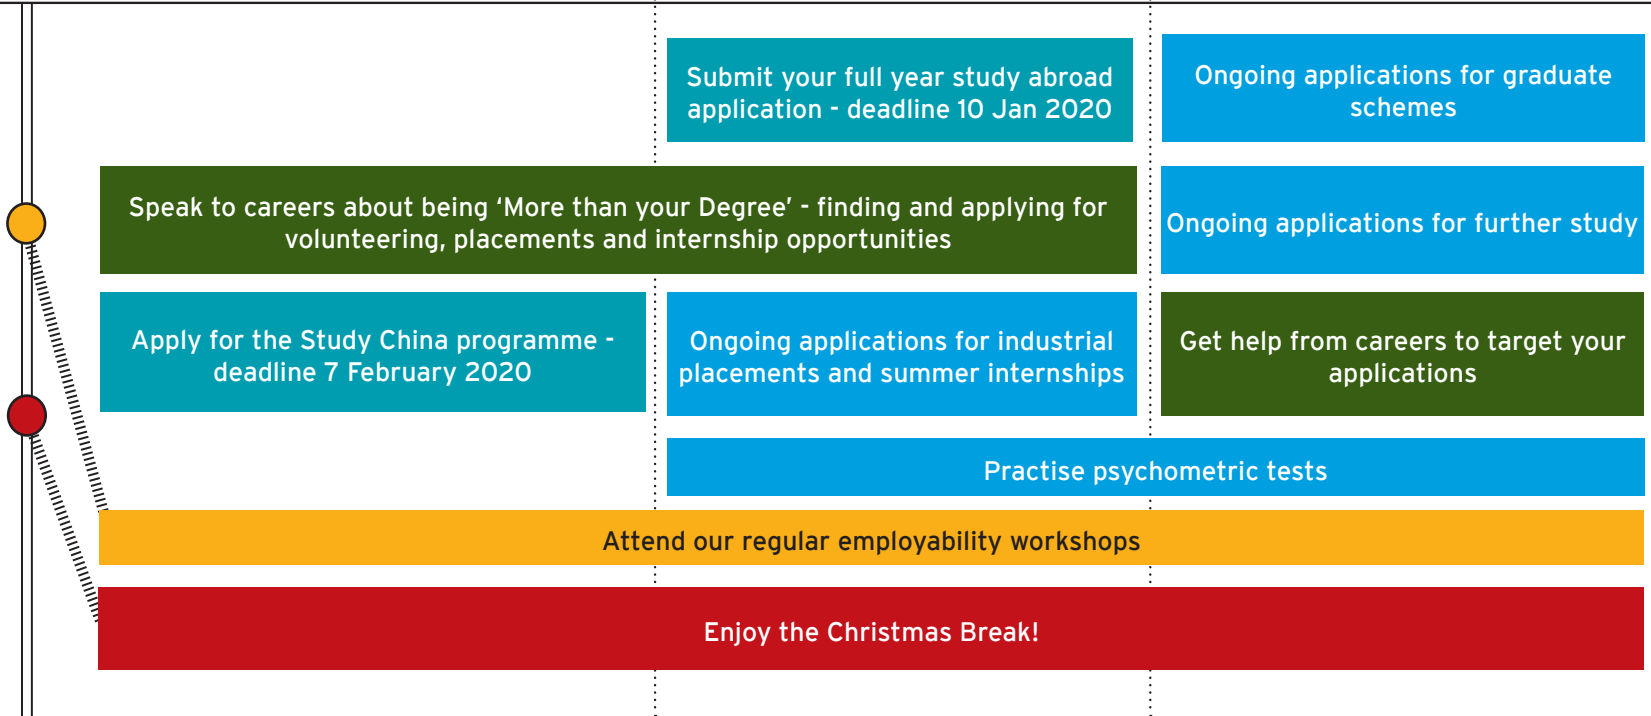 Submit your full year study abroad
application - deadline 10 Jan 2020
Ongoing applications for graduate
schemes
Speak to careers about being ‘More than your Degree’ - finding and applying for
volunteering, placements and internship opportunities
Ongoing applications for further study
Apply for the Study China programme -
deadline 7 February 2020
Ongoing applications for industrial
placements and summer internships
Get help from careers to target your
applications
Practise psychometric tests
Attend our regular employability workshops
Enjoy the Christmas Break!